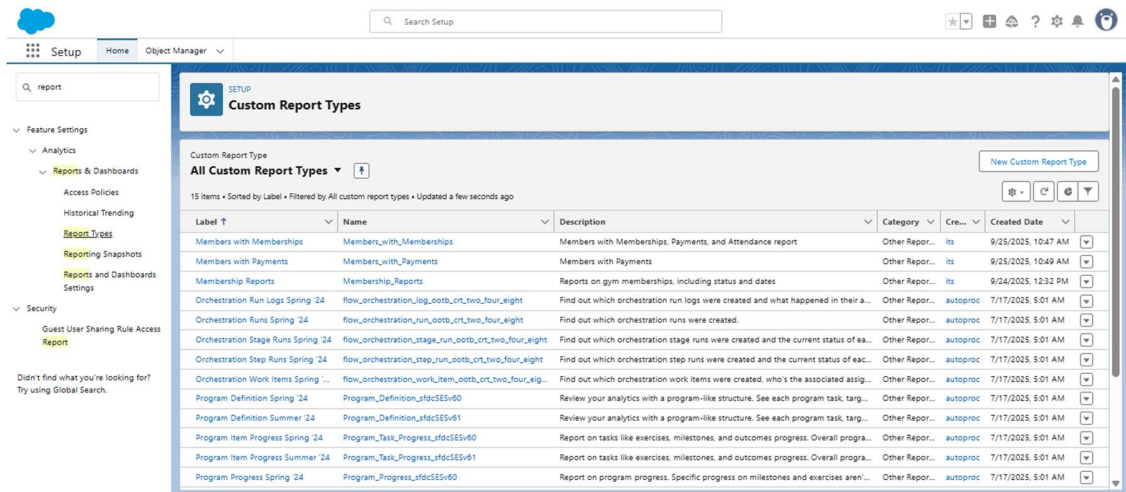 Search Setup
Setup
Home
Object Manager
report
Feature Settings
Analytics
Reports & Dashboards
Access Policies
Historical Trending
Report Types
Reporting Snapshots
Reports and Dashboards
Settings
Security
Guest User Sharing Rule Access
Report
Didn't find what you're looking for?
Try using Global Search.
SETUP
Custom Report Types
Custom Report Type
All Custom Report Types
New Custom Report Type
15 items • Sorted by Label • Filtered by All custom report types • Updated a few seconds ago
Label Name Description Category Cre... Created Date
Members with Memberships Members_with_Memberships Members with Memberships, Payments, and Attendance report Other Repor... its 9/25/2025, 10:47 AM
Members with Payments Members_with_Payments Members with Payments Other Repor... its 9/25/2025, 10:49 AM
Membership Reports Membership_Reports Reports on gym memberships, including status and dates Other Repor... its 9/24/2025, 12:32 PM
Orchestration Run Logs Spring '24 flow_orchestration_log_ootb_crt_two_four_eight Find out which orchestration run logs were created and what happened in their a... Other Repor... autoproc 7/17/2025, 5:01 AM
Orchestration Runs Spring '24 flow_orchestration_run_ootb_crt_two_four_eight Find out which orchestration runs were created. Other Repor... autoproc 7/17/2025, 5:01 AM
Orchestration Stage Runs Spring '24 flow_orchestration_stage_run_ootb_crt_two_four_eight Find out which orchestration stage runs were created and the current status of ea... Other Repor... autoproc 7/17/2025, 5:01 AM
Orchestration Step Runs Spring '24 flow_orchestration_step_run_ootb_crt_two_four_eight Find out which orchestration step runs were created and the current status of eac... Other Repor... autoproc 7/17/2025, 5:01 AM
Orchestration Work Items Spring '... flow_orchestration_work_item_ootb_crt_two_four_eig... Find out which orchestration work items were created, who's the associated assig... Other Repor... autoproc 7/17/2025, 5:01 AM
Program Definition Spring '24 Program_Definition_sfdcSESv60 Review your analytics with a program-like structure. See each program task, targ... Other Repor... autoproc 7/17/2025, 5:01 AM
Program Definition Summer '24 Program_Definition_sfdcSESv61 Review your analytics with a program-like structure. See each program task, targ... Other Repor... autoproc 7/17/2025, 5:01 AM
Program Item Progress Spring '24 Program_Task_Progress_sfdcSESv60 Report on tasks like exercises, milestones, and outcomes progress. Overall progra... Other Repor... autoproc 7/17/2025, 5:01 AM
Program Item Progress Summer '24 Program_Task_Progress_sfdcSESv61 Report on tasks like exercises, milestones, and outcomes progress. Overall progra... Other Repor... autoproc 7/17/2025, 5:01 AM
Program Progress Spring '24 Program_Progress_sfdcSESv60 Report on program progress. Specific progress on milestones and exercises aren'... Other Repor... autoproc 7/17/2025, 5:01 AM